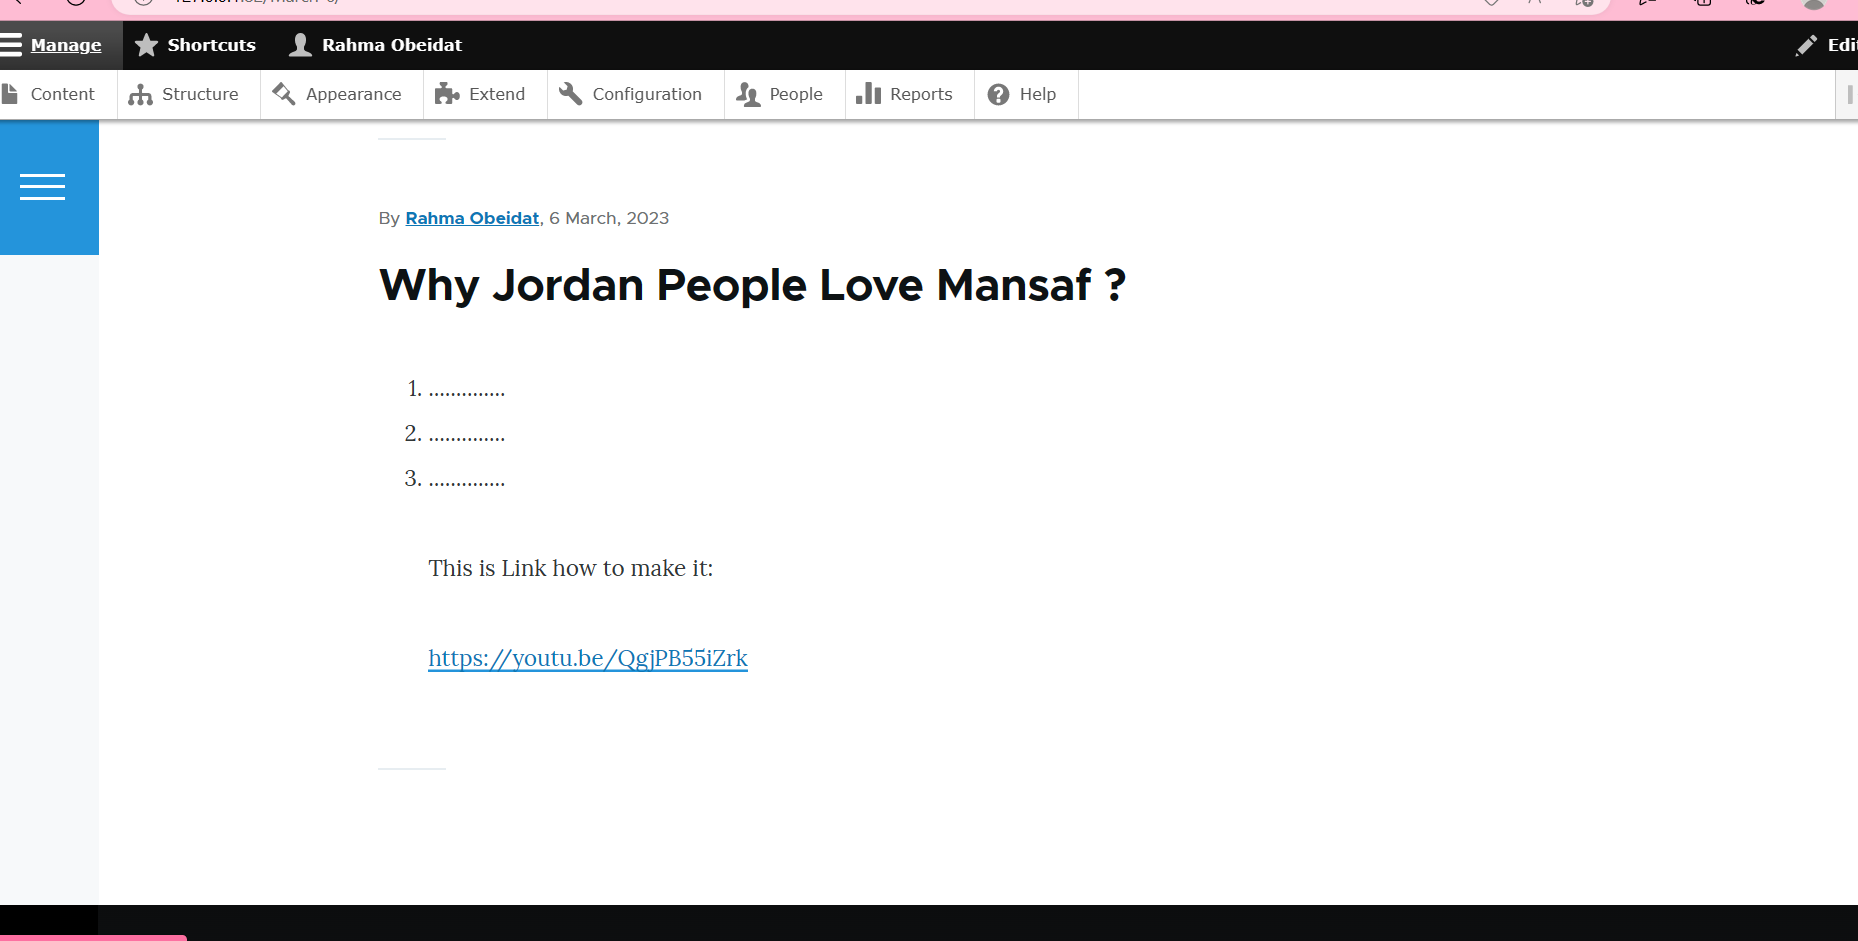 Manage Shortcuts Rahma Obeidat
Content Structure Appearance Extend Configuration People Reports Help
By Rahma Obeidat, 6 March, 2023
Why Jordan People Love Mansaf ?
1. ..............
2. ..............
3. ..............
This is Link how to make it:
https://youtu.be/QgjPB55iZrk